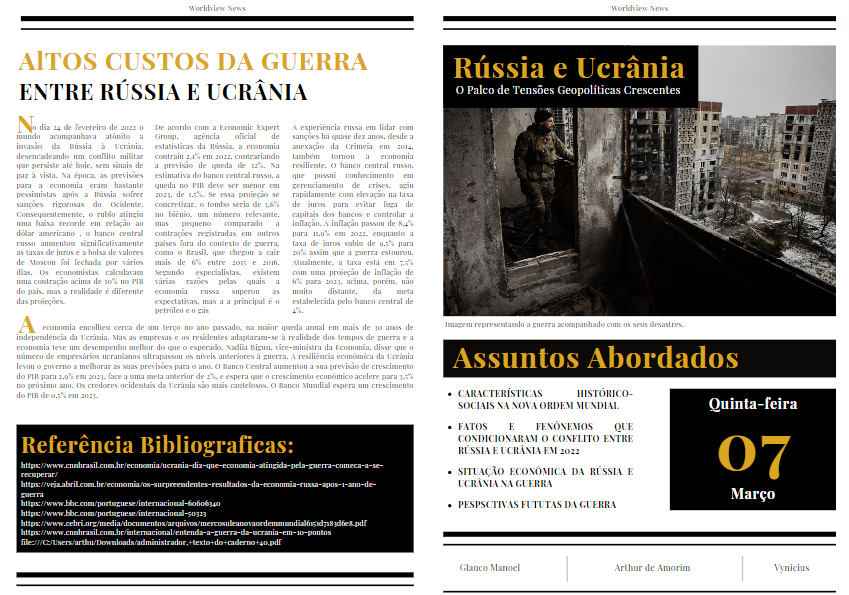 Worldview News
AlTOS CUSTOS DA GUERRA
ENTRE RÚSSIA E UCRÂNIA
No dia 24 de fevereiro de 2022 o
mundo acompanhava atônito a
invasão da Rússia à Ucrânia,
desencadeando um conflito militar
que persiste até hoje, sem sinais de
paz à vista. Na época, as previsões
para a economia eram bastante
pessimistas após a Rússia sofrer
sanções rigorosas do Ocidente.
Consequentemente, o rublo atingiu
uma baixa recorde em relação ao
dólar americano , o banco central
russo aumentou significativamente
as taxas de juros e a bolsa de valores
de Moscou foi fechada por vários
dias. Os economistas calculavam
uma contração acima de 10% no PIB
do país, mas a realidade é diferente
das projeções.
De acordo com a Economic Expert
Group, agência oficial de
estatísticas da Rússia, a economia
contraiu 2,1% em 2022, contrariando
a previsão de queda de 12%. Na
estimativa do banco central russo, a
queda no PIB deve ser menor em
2023, de 1,5%. Se essa projeção se
concretizar, o tombo seria de 3,6%
no biênio, um número relevante,
mas pequeno comparado a
contrações registradas em outros
países fora do contexto de guerra,
como o Brasil, que chegou a cair
mais de 6% entre 2015 e 2016.
Segundo especialistas, existem
várias razões pelas quais a
economia russa superou as
expectativas, mas a a principal é o
petróleo e o gás
A experiência russa em lidar com
sanções há quase dez anos, desde a
anexação da Crimeia em 2014,
também tornou a economia
resiliente. O banco central russo,
que possui conhecimento em
gerenciamento de crises, agiu
rapidamente com elevação na taxa
de juros para evitar fuga de
capitais dos bancos e controlar a
inflação. A inflação passou de 8,4%
para 11,9% em 2022, enquanto a
taxa de juros subiu de 9,5% para
20% assim que a guerra estourou.
Atualmente, a taxa está em 7,5%
com uma projeção de inflação de
6% para 2023, acima, porém, não
muito distante, da meta
estabelecida pelo banco central de
4%.
A economia encolheu cerca de um terço no ano passado, na maior queda anual em mais de 30 anos de
independência da Ucrânia. Mas as empresas e os residentes adaptaram-se à realidade dos tempos de guerra e a
economia teve um desempenho melhor do que o esperado. Nadiia Bigun, vice-ministra da Economia, disse que o
número de empresários ucranianos ultrapassou os níveis anteriores à guerra. A resiliência econômica da Ucrânia
levou o governo a melhorar as suas previsões para o ano. O Banco Central aumentou a sua previsão de crescimento
do PIB para 2,9% em 2023, face a uma meta anterior de 2%, e espera que o crescimento econômico acelere para 3,5%
no próximo ano. Os credores ocidentais da Ucrânia são mais cautelosos. O Banco Mundial espera um crescimento
do PIB de 0,5% em 2023.
Referência Bibliograficas:
https://www.cnnbrasil.com.br/economia/ucrania-diz-que-economia-atingida-pela-guerra-comeca-a-se-
recuperar/
https://veja.abril.com.br/economia/os-surpreendentes-resultados-da-economia-russa-apos-1-ano-de-
guerra
https://www.bbc.com/portuguese/internacional-60606340
https://www.bbc.com/portuguese/internacional-50323
https://www.cebri.org/media/documentos/arquivos/mercosuleanovaordemmundial6151d7183d6e8.pdf
https://www.cnnbrasil.com.br/internacional/entenda-a-guerra-da-ucrania-em-10-pontos
file:///C:/Users/arthu/Downloads/administrador,+texto+do+caderno+40.pdf
Worldview News
Rússia e Ucrânia
O Palco de Tensões Geopolíticas Crescentes
Imagem representando a guerra acompanhado com os seus desastres.
Assuntos Abordados
• CARACTERÍSTICAS HISTÓRICO-
SOCIAIS NA NOVA ORDEM MUNDIAL
• FATOS E FENÔMENOS QUE
CONDICIONARAM O CONFLITO ENTRE
RÚSSIA E UCRÂNIA EM 2022
• SITUAÇÃO ECONÔMICA DA RÚSSIA E
UCRÂNIA NA GUERRA
• PESPSCTIVAS FUTUTAS DA GUERRA
Quinta-feira
07
Março
Glauco Manoel
Arthur de Amorim
Vynicius